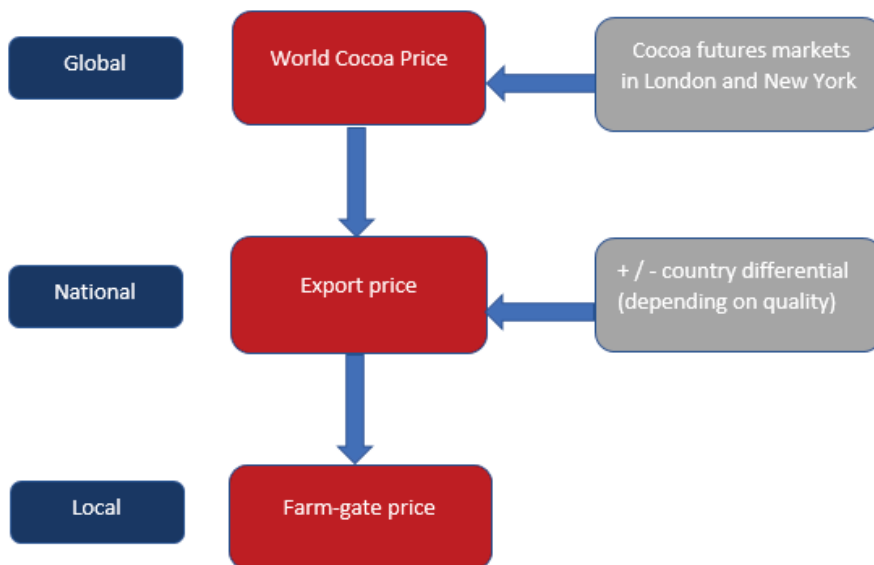 Global
World Cocoa Price
Cocoa futures markets
in London and New York
National
Export price
+ / - country differential
(depending on quality)
Local
Farm-gate price